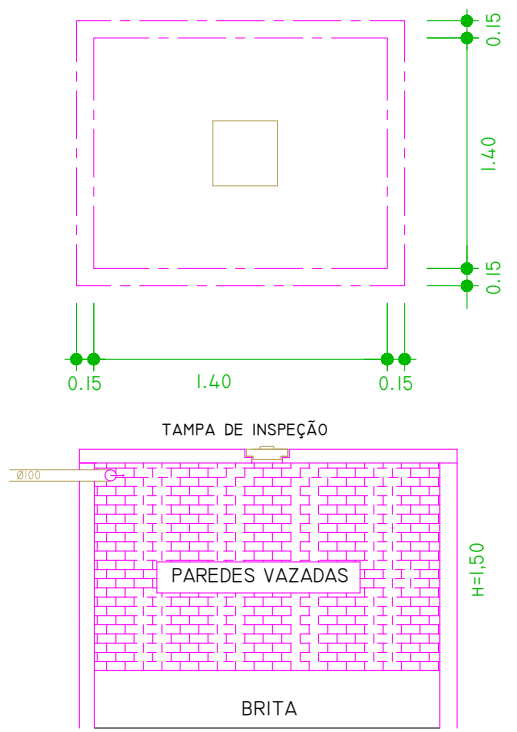 0.15
1.40
0.15
0.15
1.40
0.15
TAMPA DE INSPEÇÃO
Ø100
PAREDES VAZADAS
H=1,50
BRITA